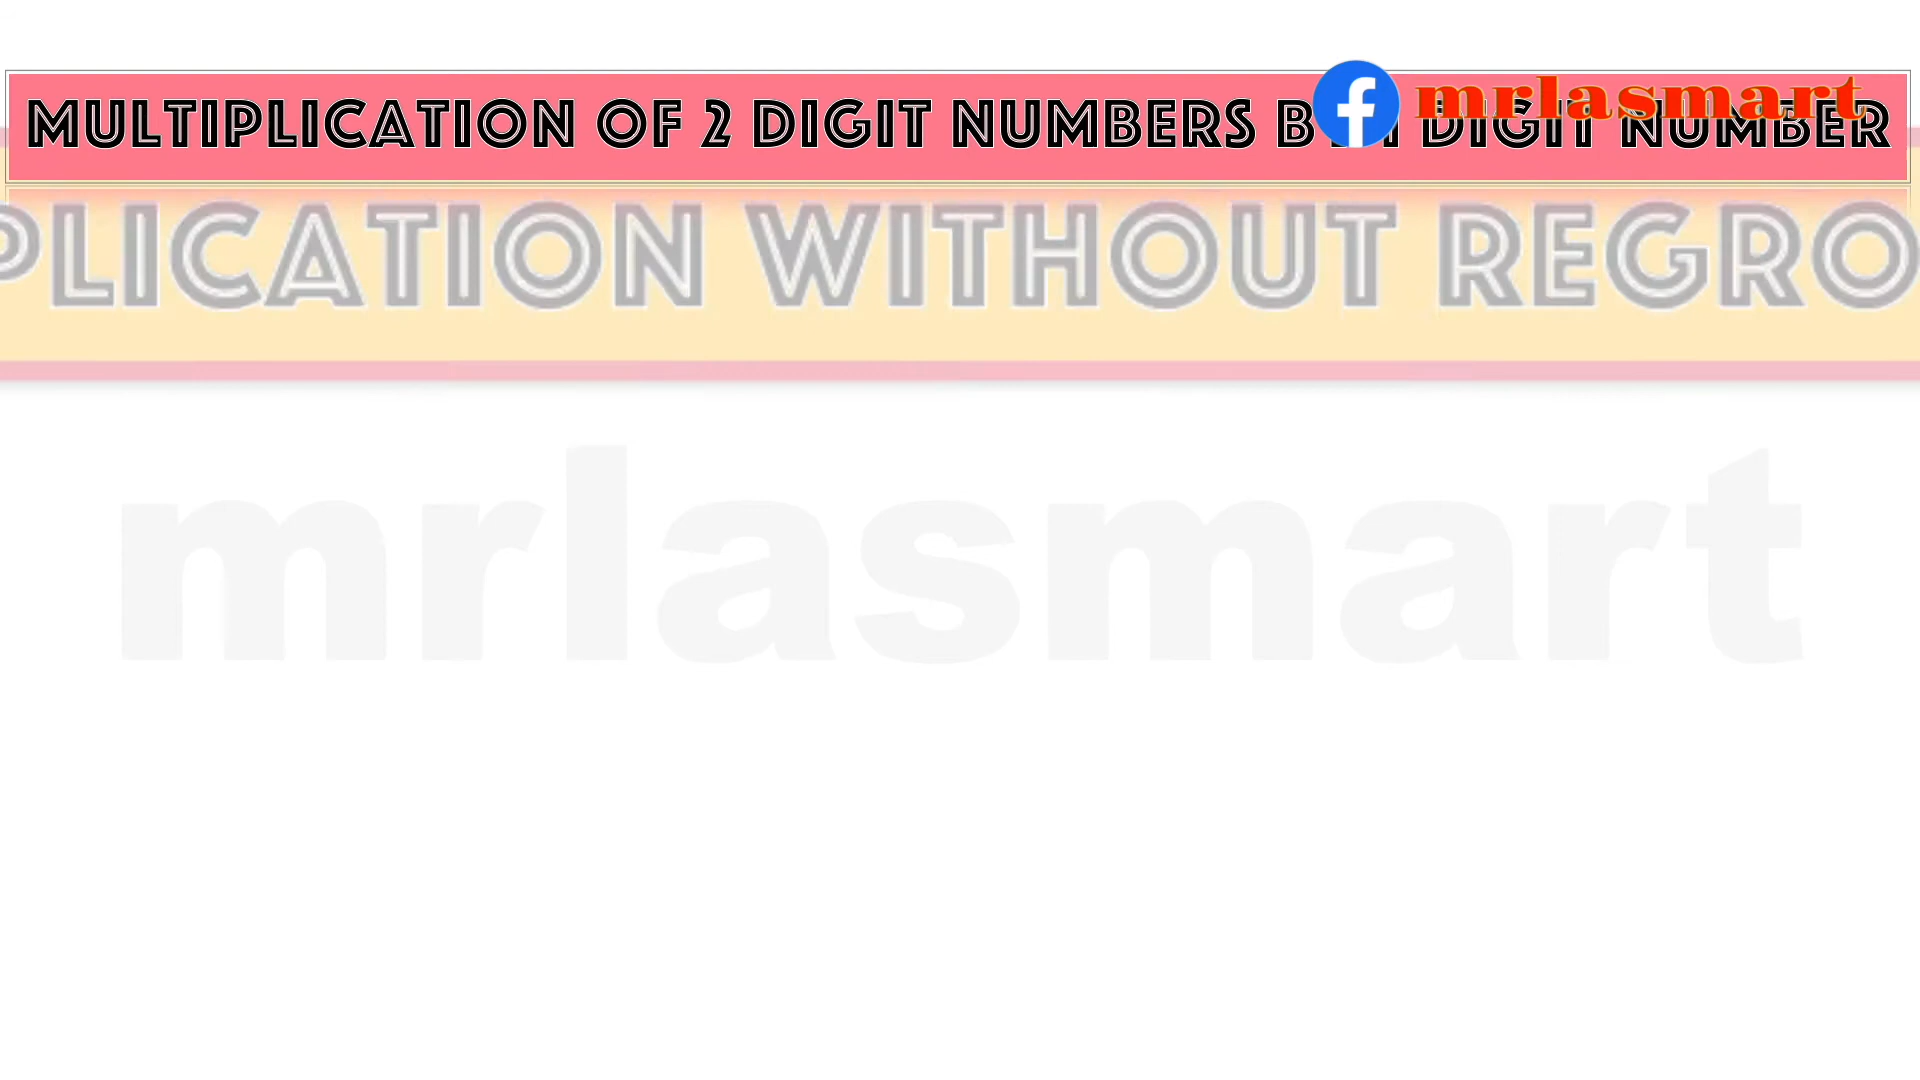 MULTIPLICATION OF 2 DIGIT NUMBERS DIGIT NUMBER
mrlasmart
PLICATION WITHOUT REGRO
mrlasmart